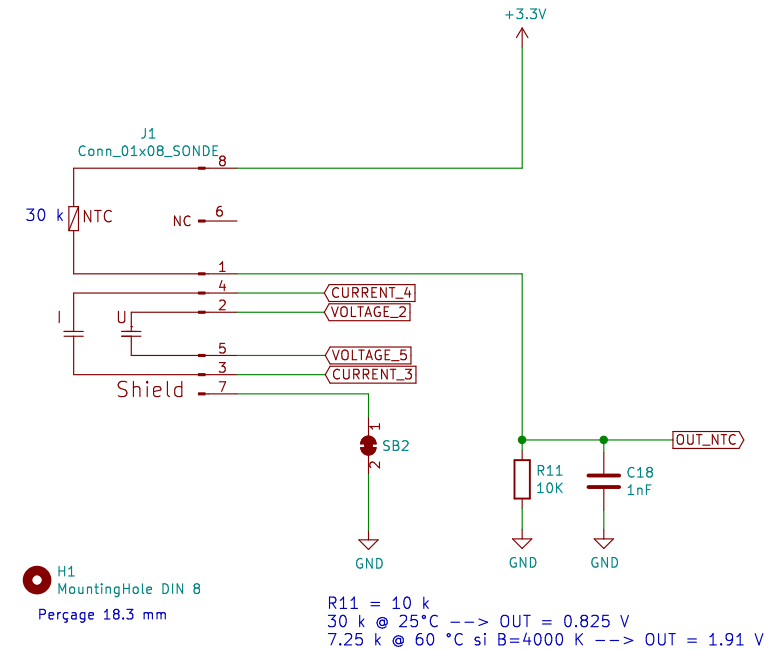 +3.3V
J1
Conn_01x08_SONDE
8
30 k
NTC
NC
6
1
4
CURRENT_4
I
U
2
VOLTAGE_2
5
VOLTAGE_5
3
CURRENT_3
Shield
7
1
SB2
2
OUT_NTC
R11
10K
C18
1nF
GND
GND
GND
H1
MountingHole DIN 8
Perçage 18.3 mm
R11 = 10 k
30 k @ 25°C --> OUT = 0.825 V
7.25 k @ 60 °C si B=4000 K --> OUT = 1.91 V